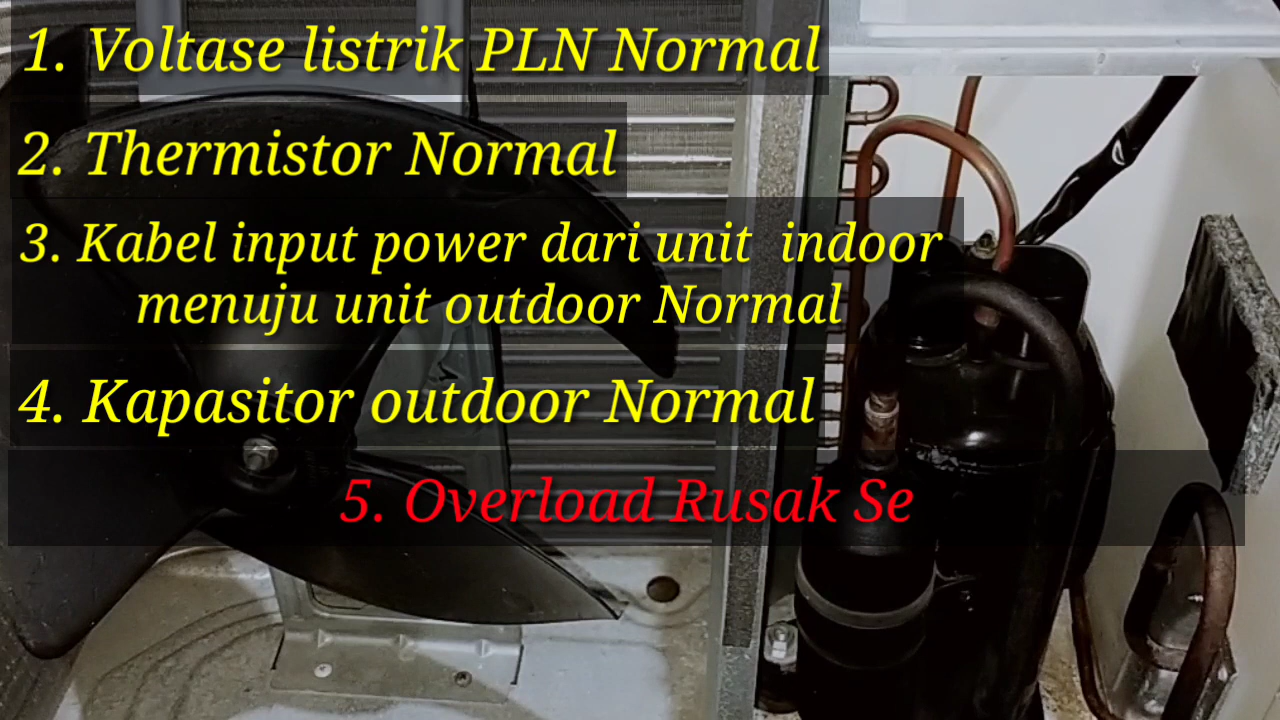 1. Voltase listrik PLN Normal
2. Thermistor Normal
3. Kabel input power dari unit indoor
menuju unit outdoor Normal
4. Kapasitor outdoor Normal
5. Overload Rusak Se